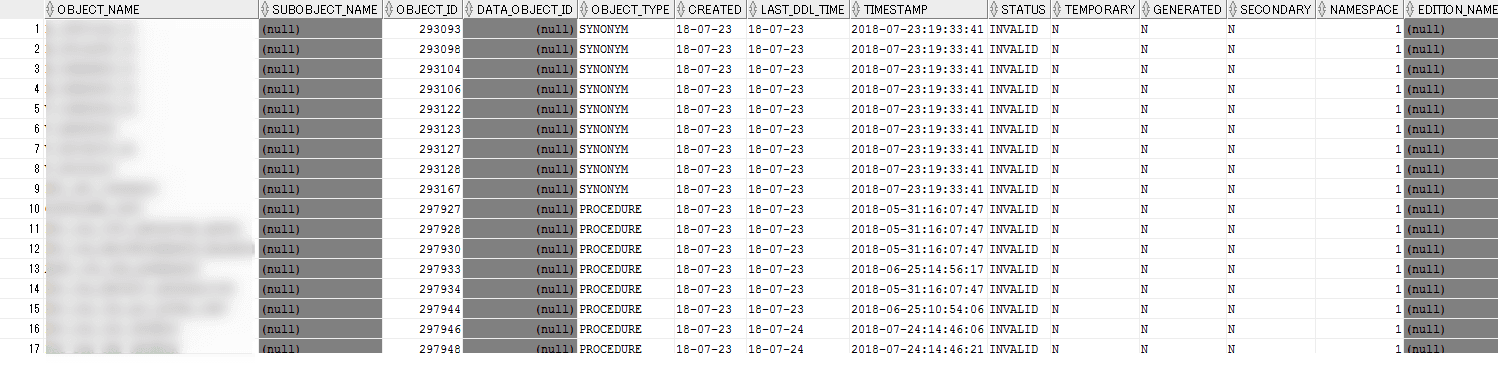 OBJECT_NAME SUBOBJECT_NAME OBJECT_ID DATA_OBJECT_ID OBJECT_TYPE CREATED LAST_DDL_TIME TIMESTAMP STATUS TEMPORARY GENERATED SECONDARY NAMESPACE EDITION_NAME
1 (null) 293093 (null) SYNONYM 18-07-23 18-07-23 2018-07-23:19:33:41 INVALID N N N 1 (null)
2 (null) 293098 (null) SYNONYM 18-07-23 18-07-23 2018-07-23:19:33:41 INVALID N N N 1 (null)
3 (null) 293104 (null) SYNONYM 18-07-23 18-07-23 2018-07-23:19:33:41 INVALID N N N 1 (null)
4 (null) 293106 (null) SYNONYM 18-07-23 18-07-23 2018-07-23:19:33:41 INVALID N N N 1 (null)
5 (null) 293122 (null) SYNONYM 18-07-23 18-07-23 2018-07-23:19:33:41 INVALID N N N 1 (null)
6 (null) 293123 (null) SYNONYM 18-07-23 18-07-23 2018-07-23:19:33:41 INVALID N N N 1 (null)
7 (null) 293127 (null) SYNONYM 18-07-23 18-07-23 2018-07-23:19:33:41 INVALID N N N 1 (null)
8 (null) 293128 (null) SYNONYM 18-07-23 18-07-23 2018-07-23:19:33:41 INVALID N N N 1 (null)
9 (null) 293167 (null) SYNONYM 18-07-23 18-07-23 2018-07-23:19:33:41 INVALID N N N 1 (null)
10 (null) 297927 (null) PROCEDURE 18-07-23 18-07-23 2018-05-31:16:07:47 INVALID N N N 1 (null)
11 (null) 297928 (null) PROCEDURE 18-07-23 18-07-23 2018-05-31:16:07:47 INVALID N N N 1 (null)
12 (null) 297930 (null) PROCEDURE 18-07-23 18-07-23 2018-05-31:16:07:47 INVALID N N N 1 (null)
13 (null) 297933 (null) PROCEDURE 18-07-23 18-07-23 2018-06-25:14:56:17 INVALID N N N 1 (null)
14 (null) 297934 (null) PROCEDURE 18-07-23 18-07-23 2018-05-31:16:07:47 INVALID N N N 1 (null)
15 (null) 297944 (null) PROCEDURE 18-07-23 18-07-23 2018-06-25:10:54:06 INVALID N N N 1 (null)
16 (null) 297946 (null) PROCEDURE 18-07-23 18-07-24 2018-07-24:14:46:06 INVALID N N N 1 (null)
17 (null) 297948 (null) PROCEDURE 18-07-23 18-07-24 2018-07-24:14:46:21 INVALID N N N 1 (null)